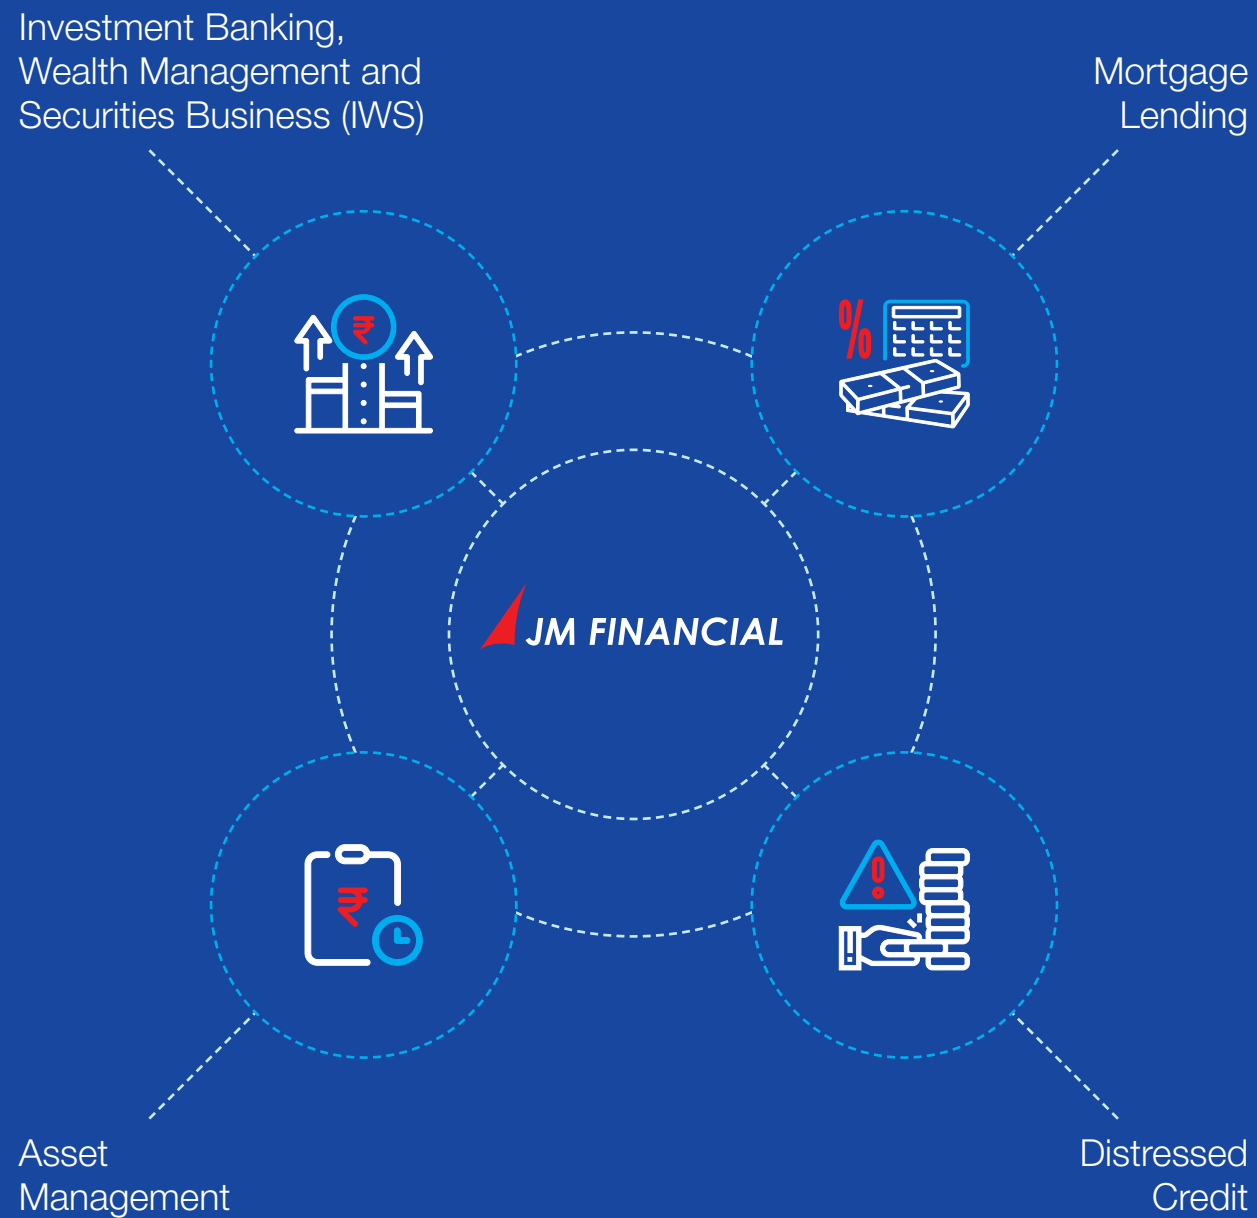 Investment Banking,
Wealth Management and
Securities Business (IWS)
Mortgage
Lending
₹
%
JM FINANCIAL
₹
!
Asset
Management
Distressed
Credit